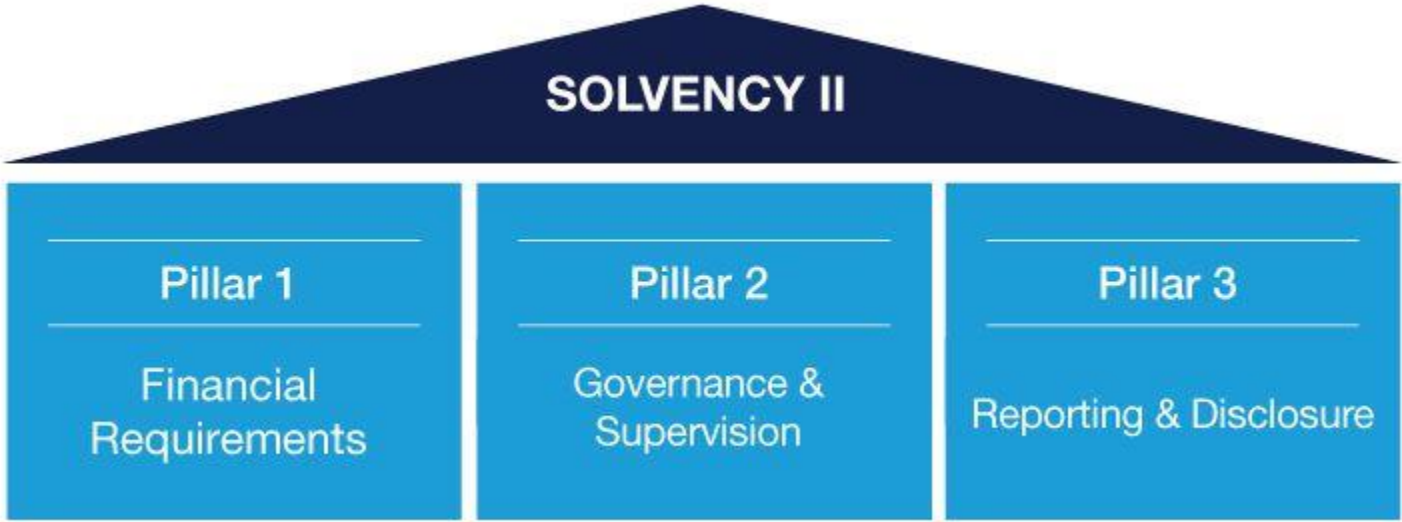 SOLVENCY II
Pillar 1
Financial
Requirements
Pillar 2
Governance &
Supervision
Pillar 3
Reporting & Disclosure